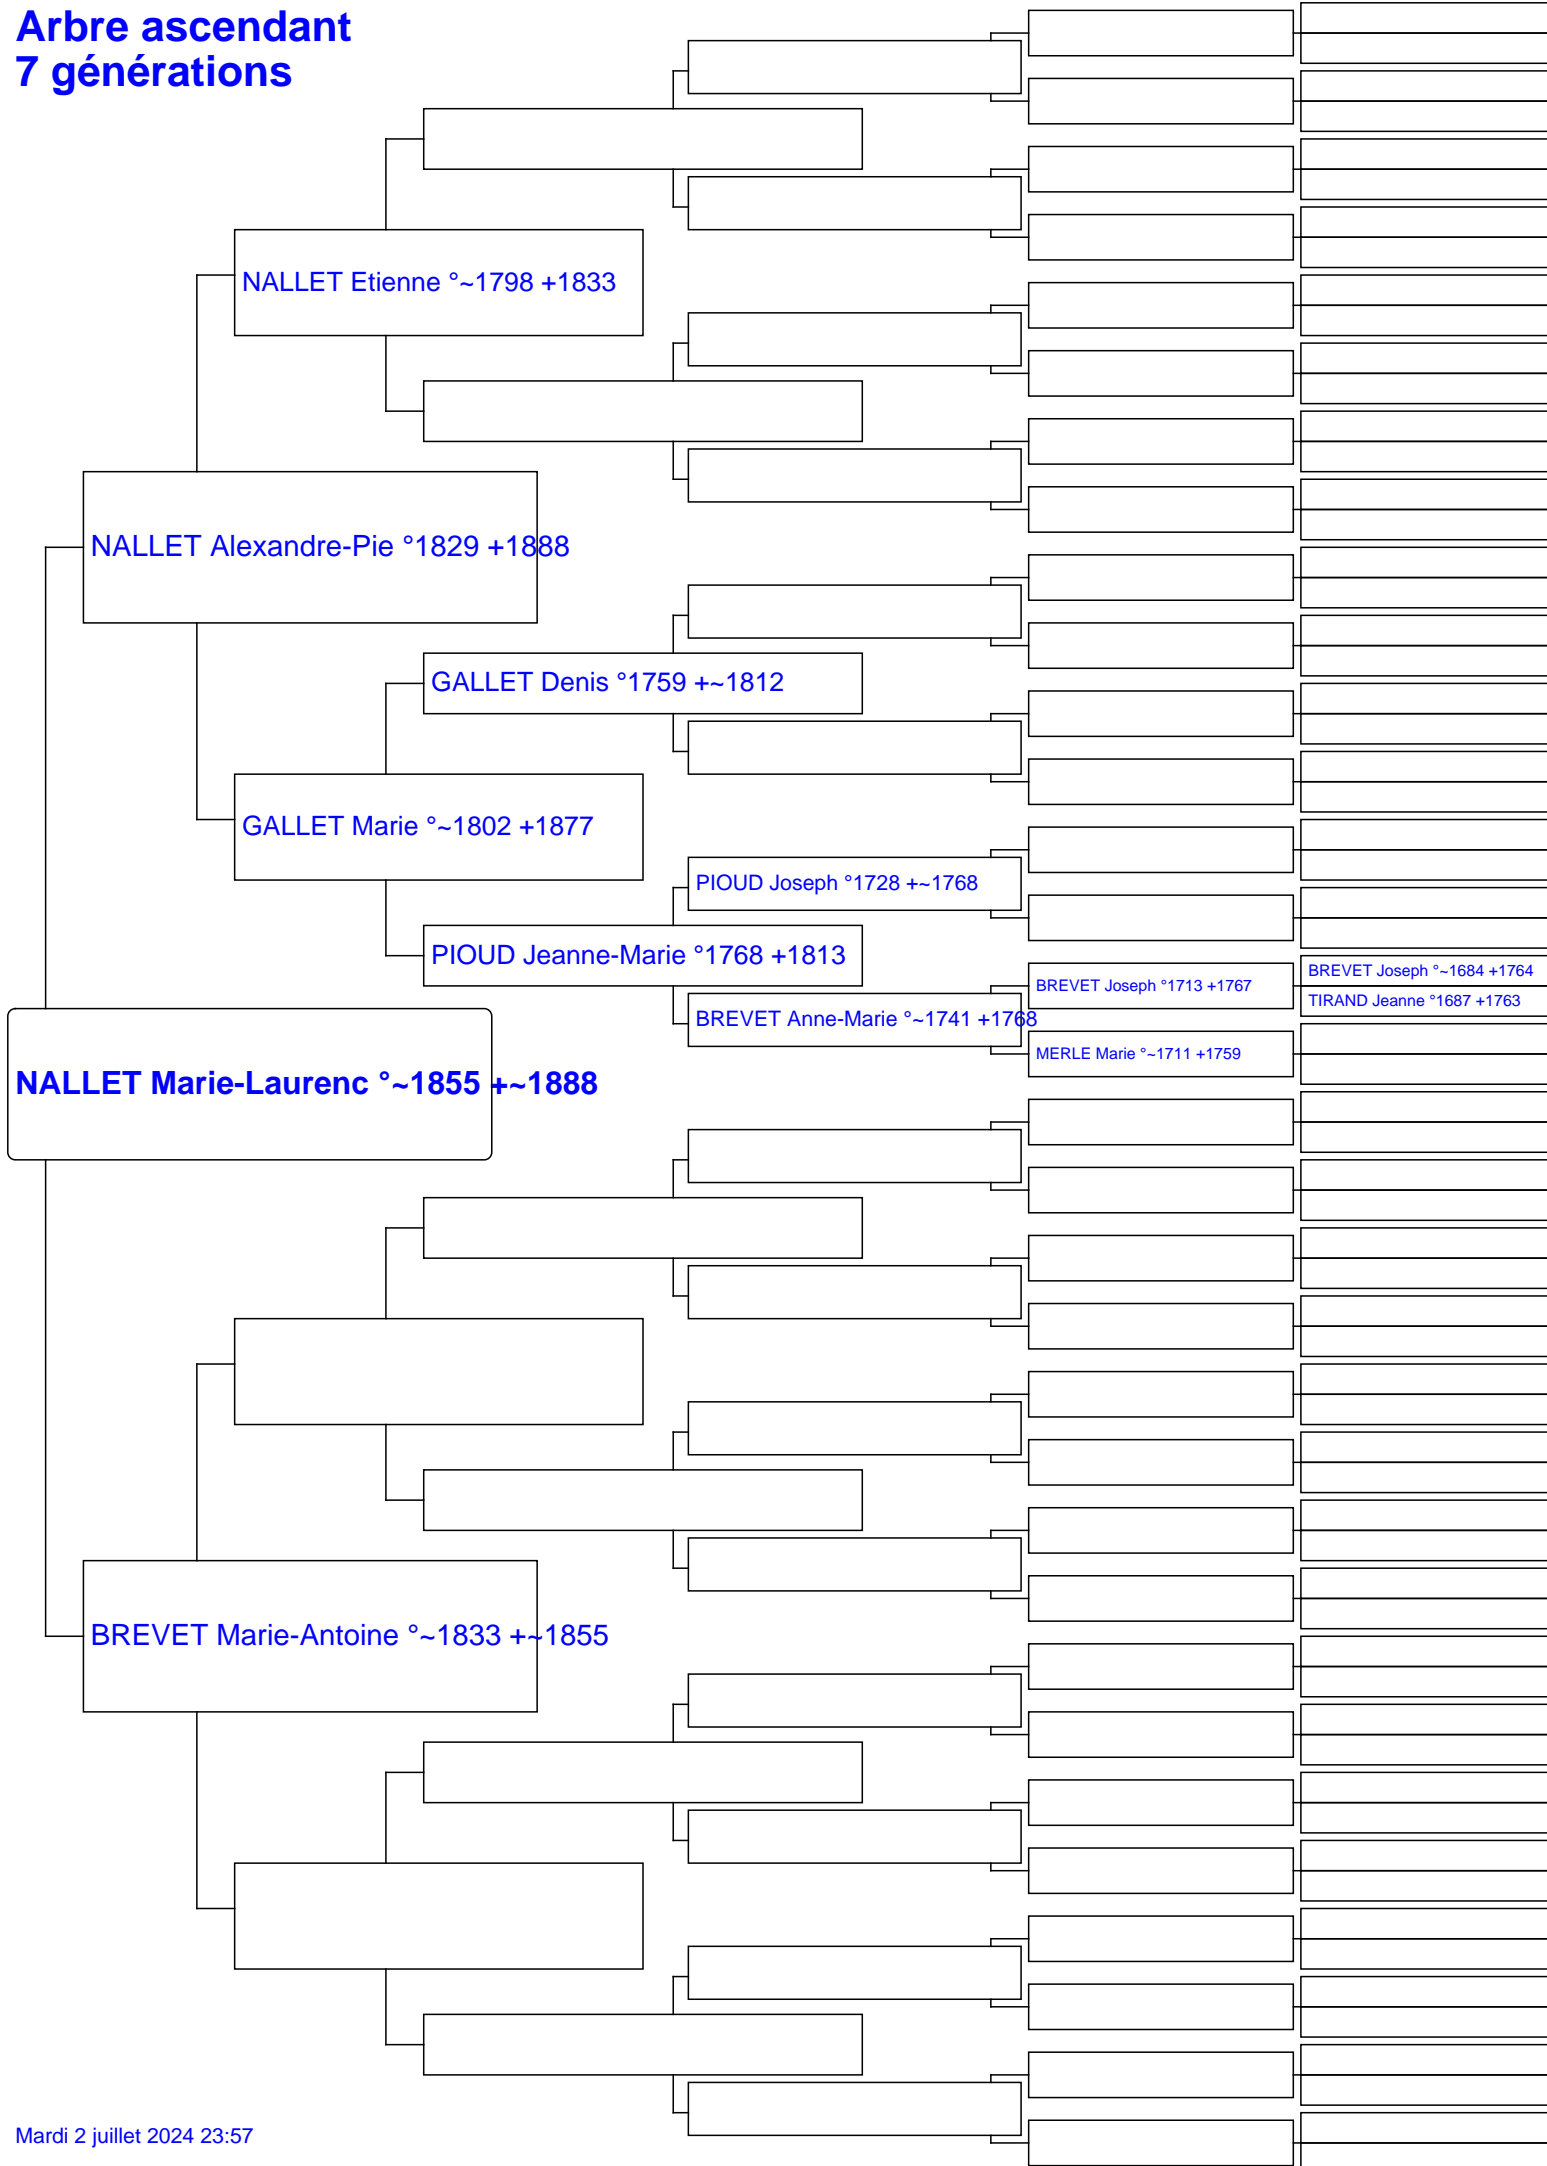 Arbre ascendant
7 générations
NALLET Etienne °~1798 +1833
NALLET Alexandre-Pie °1829 +1888
GALLET Denis °1759 +~1812
GALLET Marie °~1802 +1877
PIOUD Joseph °1728 +~1768
PIOUD Jeanne-Marie °1768 +1813
BREVET Joseph °~1684 +1764
BREVET Joseph °1713 +1767
TIRAND Jeanne °1687 +1763
BREVET Anne-Marie °~1741 +1768
MERLE Marie °~1711 +1759
NALLET Marie-Laurenc °~1855 +~1888
BREVET Marie-Antoine °~1833 +~1855
Mardi 2 juillet 2024 23:57